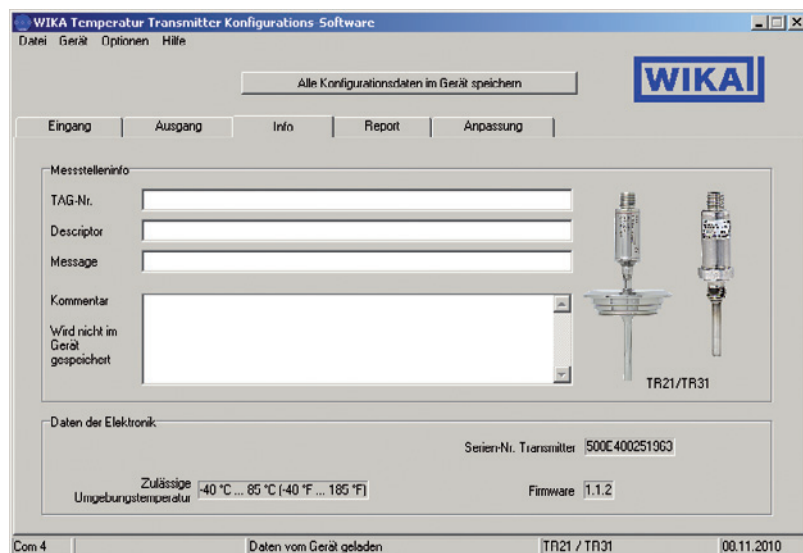 WIKA Temperatur Transmitter Konfigurations-Software
Datei Gerät Optionen Hilfe
Alle Konfigurationsdaten im Gerät speichern
WIKA
Eingang Ausgang Info Report Anpassung
Messstelleninfo
TAG-Nr.
Descriptor
Message
Kommentar
Wird nicht im
Gerät
gespeichert
TR21/TR31
Daten der Elektronik
Serien-Nr. Transmitter 500E400251963
Zulässige
Umgebungstemperatur -40 °C ... 85 °C (-40 °F ... 185 °F)
Firmware 1.1.2
Com 4 Daten vom Gerät geladen TR21 / TR31 00.11.2010